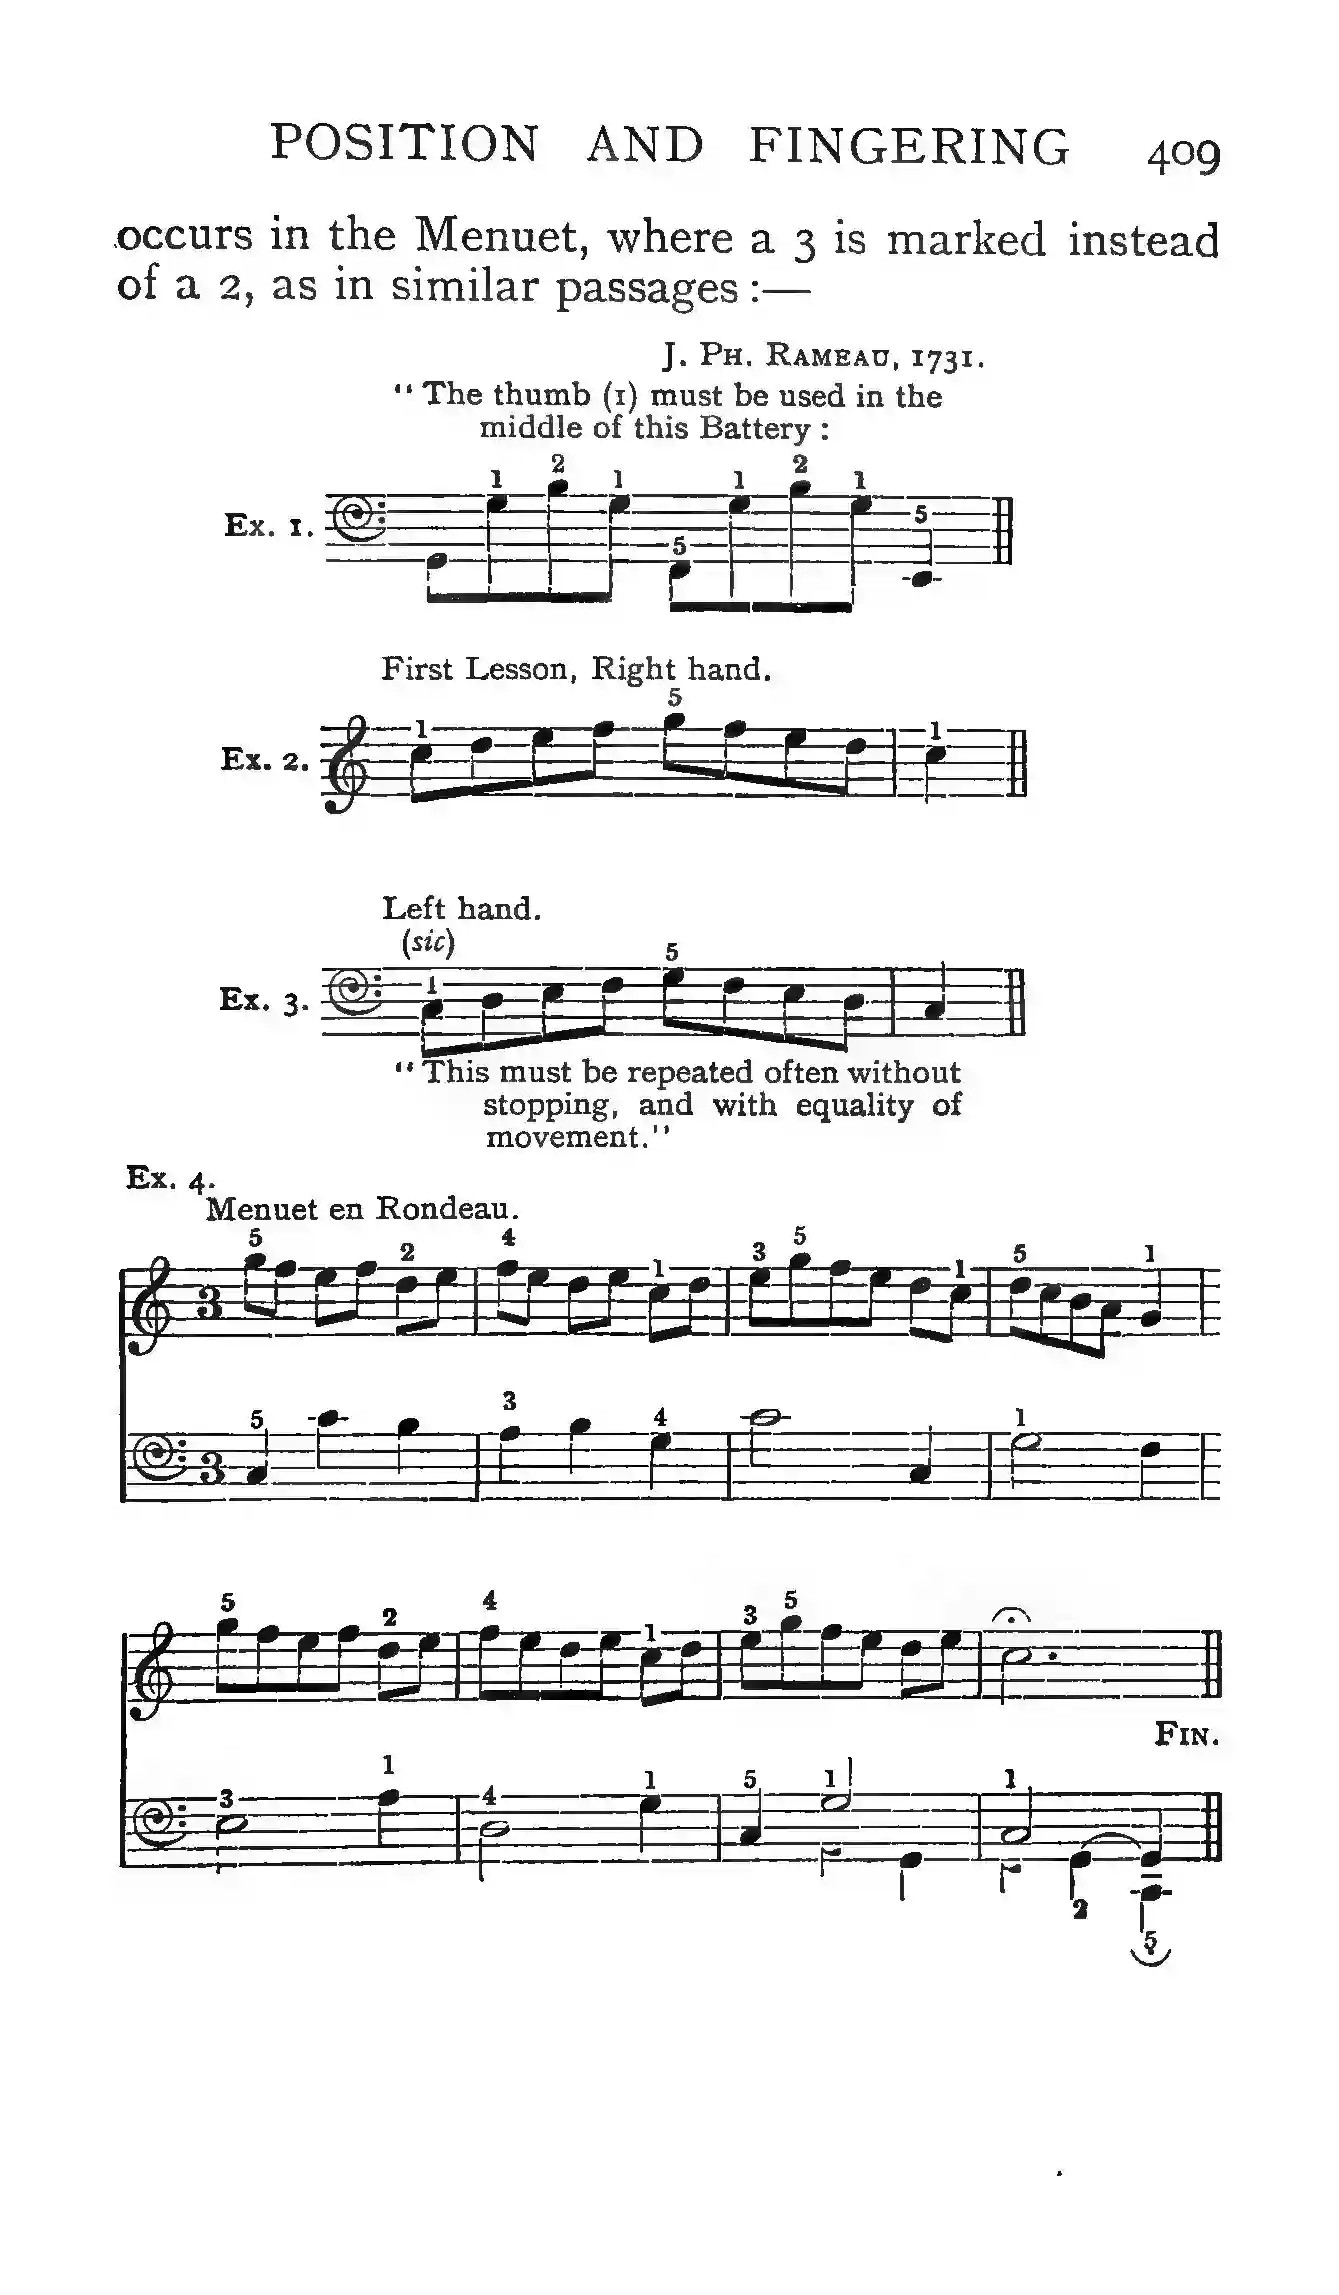 POSITION AND FINGERING 409
occurs in the Menuet, where a 3 is marked instead
of a 2, as in similar passages :—
J. PH. RAMEAU, 1731.
" The thumb (1) must be used in the
middle of this Battery :
1 2 1 1 2 1
5
Ex. 1.
5
First Lesson, Right hand.
5
1 1
Ex. 2.
Left hand.
(sic) 5
1
Ex. 3.
" This must be repeated often without
stopping, and with equality of
movement."
Ex. 4.
Menuet en Rondeau.
5 2 4 1 3 5 1 5 1
3
5 3 4 1
3
5 2 4 1 3 5
FIN.
3 1 4 1 5 1 1
2
5